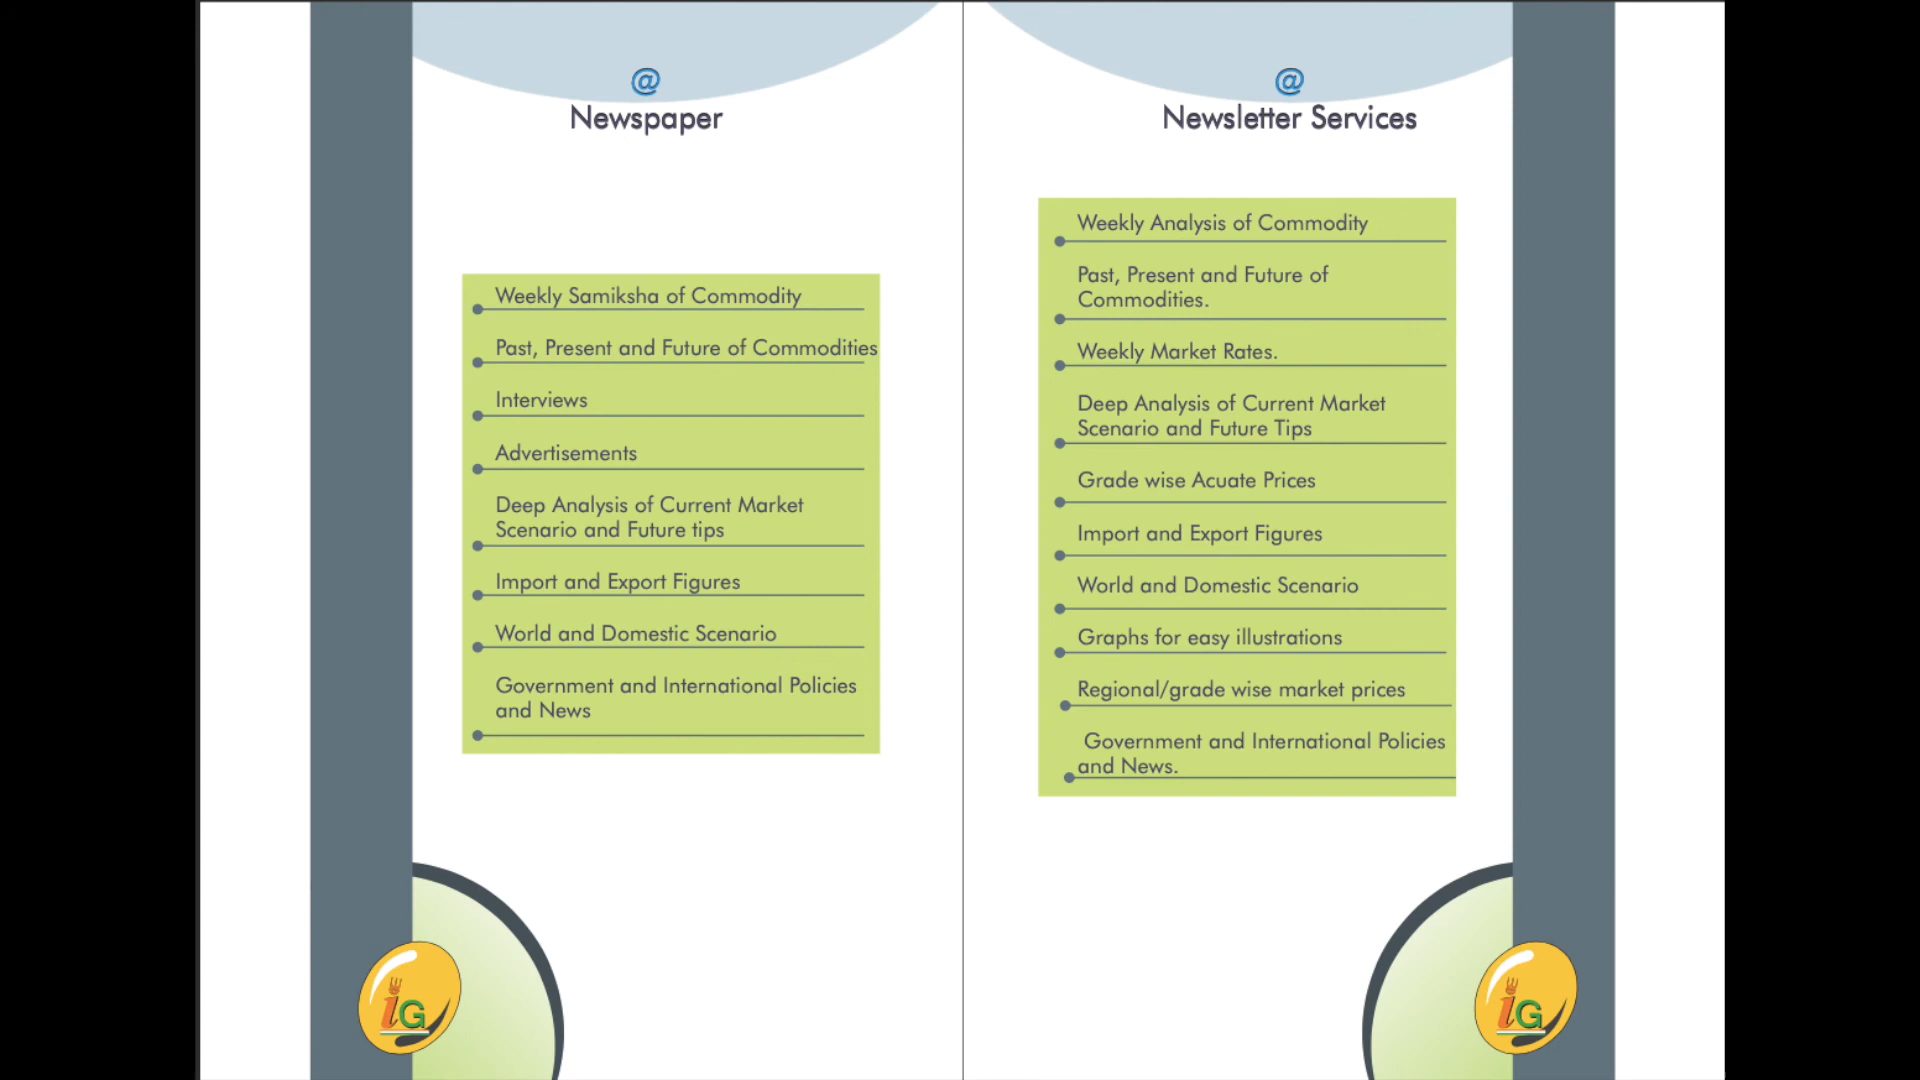 @
Newspaper
Weekly Samiksha of Commodity
Past, Present and Future of Commodities
Interviews
Advertisements
Deep Analysis of Current Market
Scenario and Future tips
Import and Export Figures
World and Domestic Scenario
Government and International Policies
and News
iG
@
Newsletter Services
Weekly Analysis of Commodity
Past, Present and Future of
Commodities.
Weekly Market Rates.
Deep Analysis of Current Market
Scenario and Future Tips
Grade wise Acuate Prices
Import and Export Figures
World and Domestic Scenario
Graphs for easy illustrations
Regional/grade wise market prices
Government and International Policies
and News.
iG